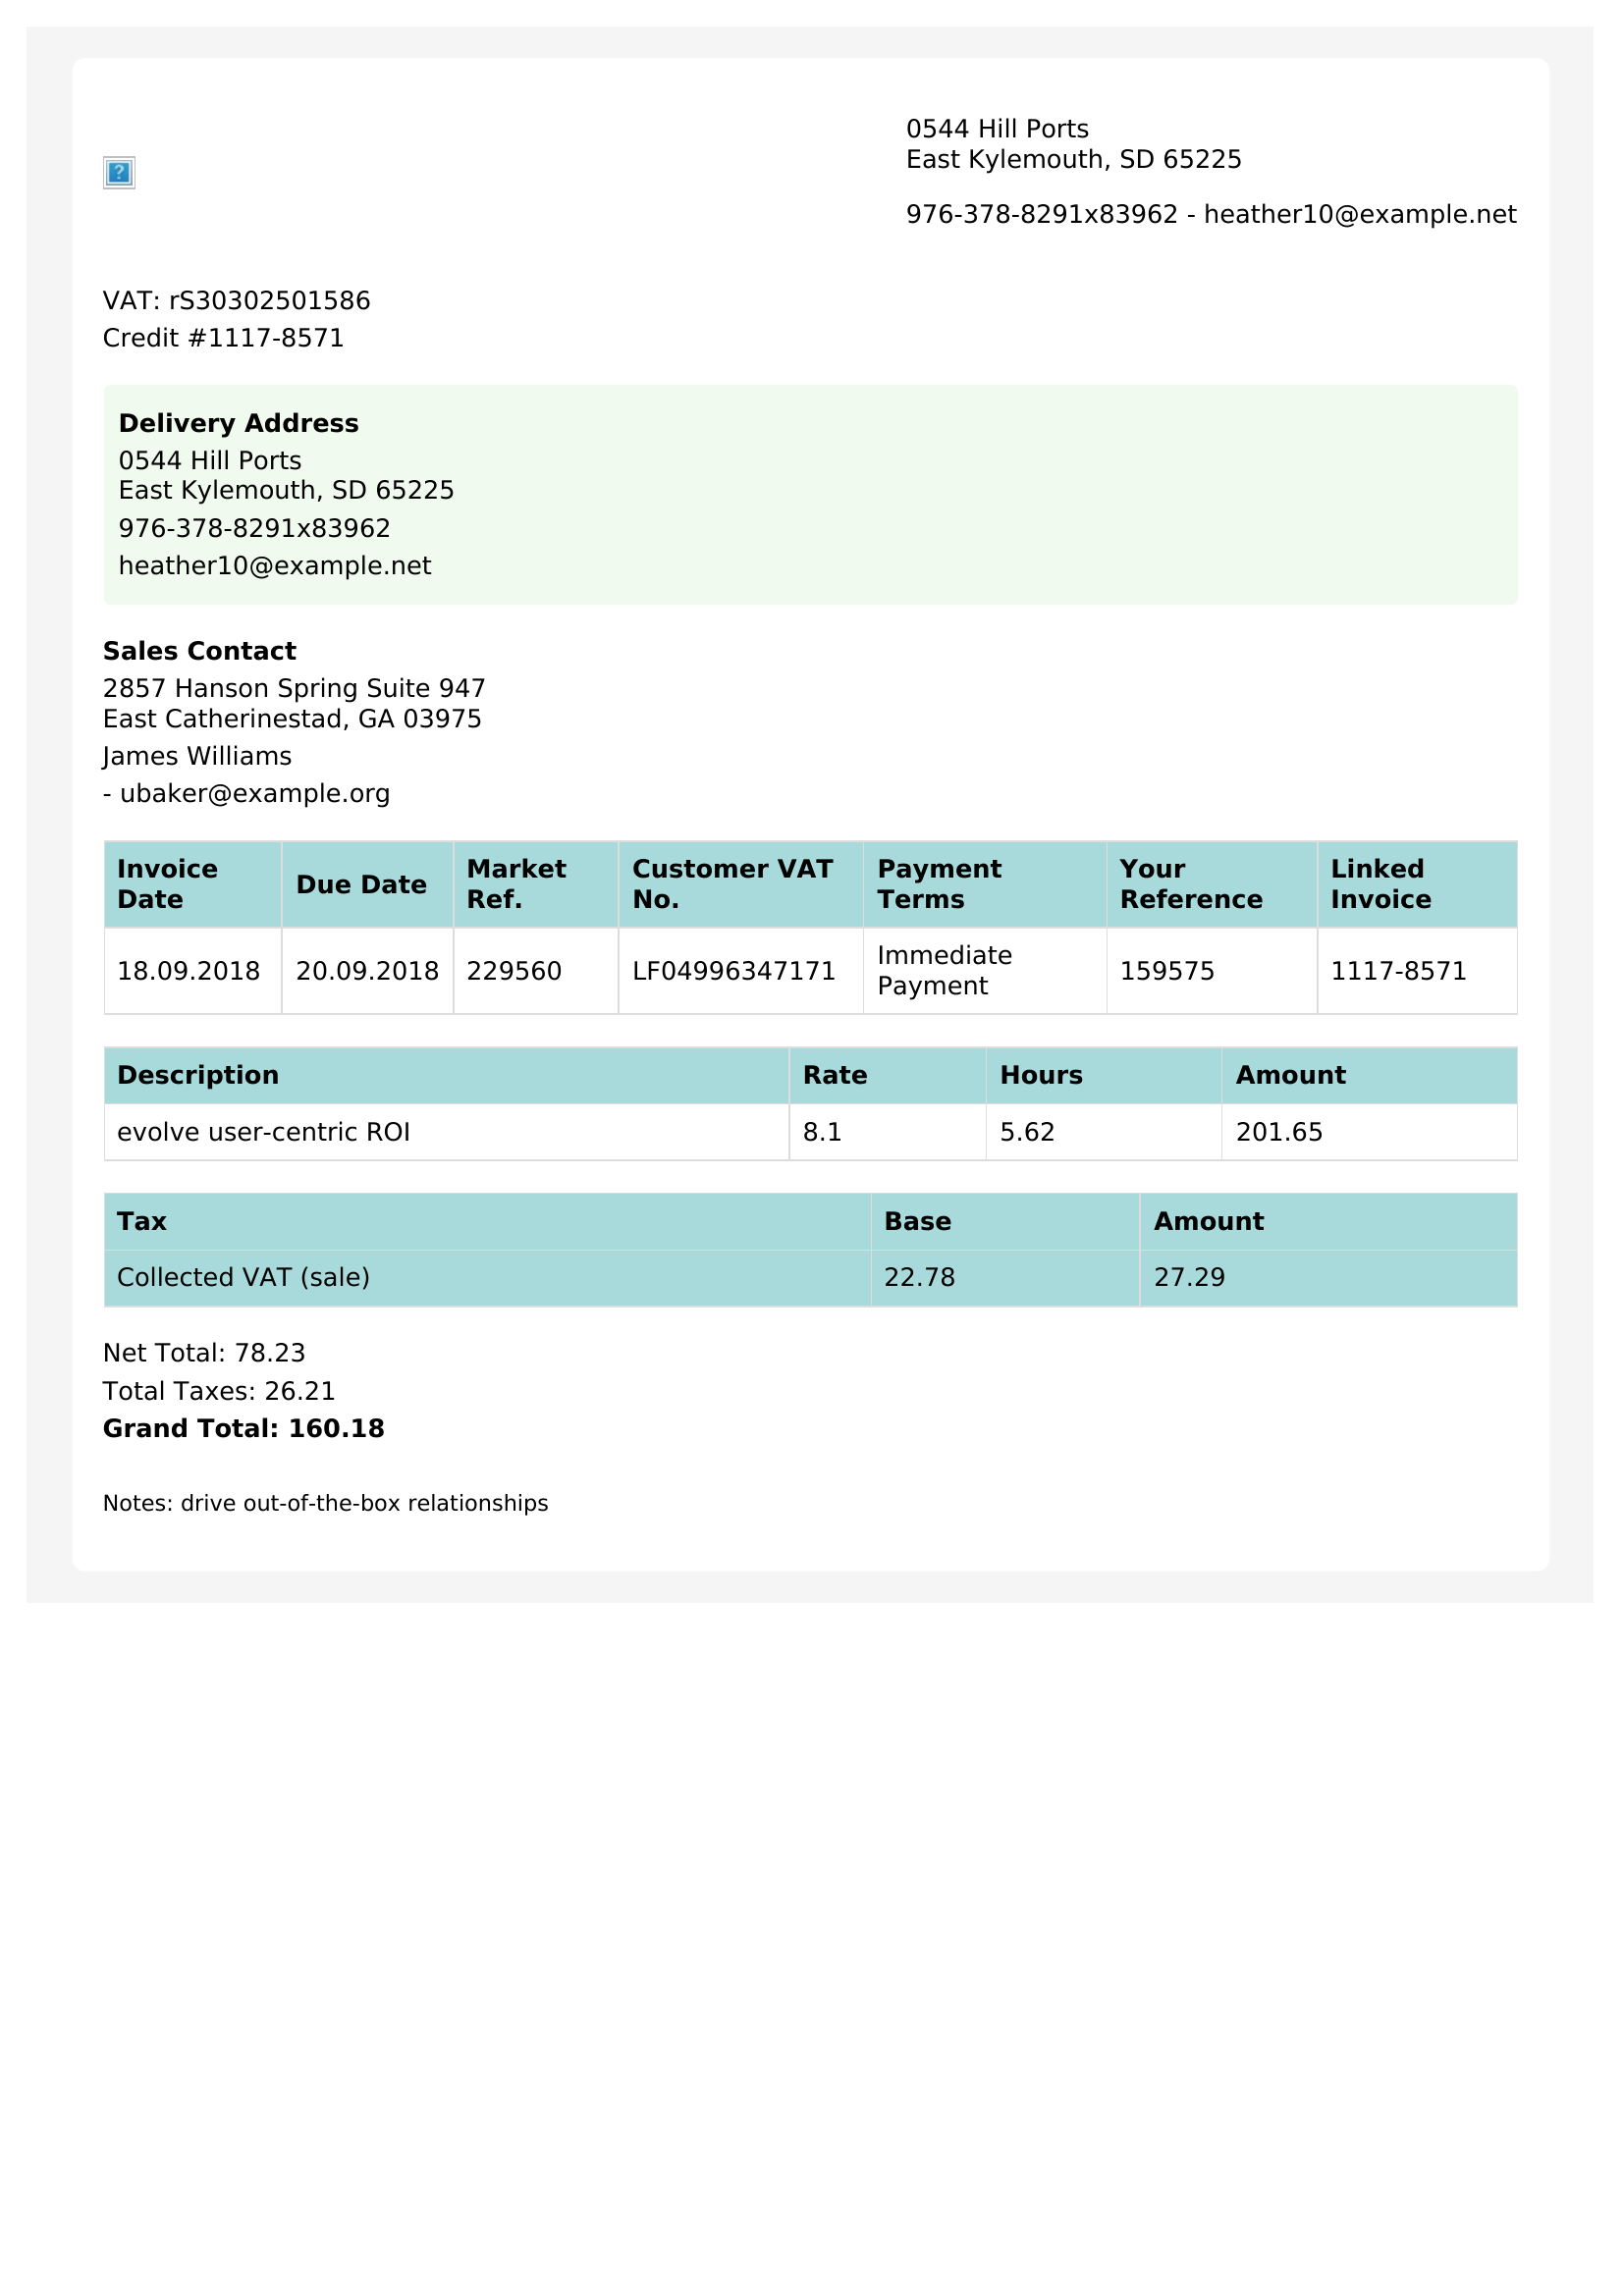 0544 Hill Ports
East Kylemouth, SD 65225
976-378-8291x83962 - heather10@example.net
VAT: rS30302501586
Credit #1117-8571
Delivery Address
0544 Hill Ports
East Kylemouth, SD 65225
976-378-8291x83962
heather10@example.net
Sales Contact
2857 Hanson Spring Suite 947
East Catherinestad, GA 03975
James Williams
- ubaker@example.org
Invoice Date Due Date Market Ref. Customer VAT No. Payment Terms Your Reference Linked Invoice
18.09.2018 20.09.2018 229560 LF04996347171 Immediate Payment 159575 1117-8571
Description Rate Hours Amount
evolve user-centric ROI 8.1 5.62 201.65
Tax Base Amount
Collected VAT (sale) 22.78 27.29
Net Total: 78.23
Total Taxes: 26.21
Grand Total: 160.18
Notes: drive out-of-the-box relationships